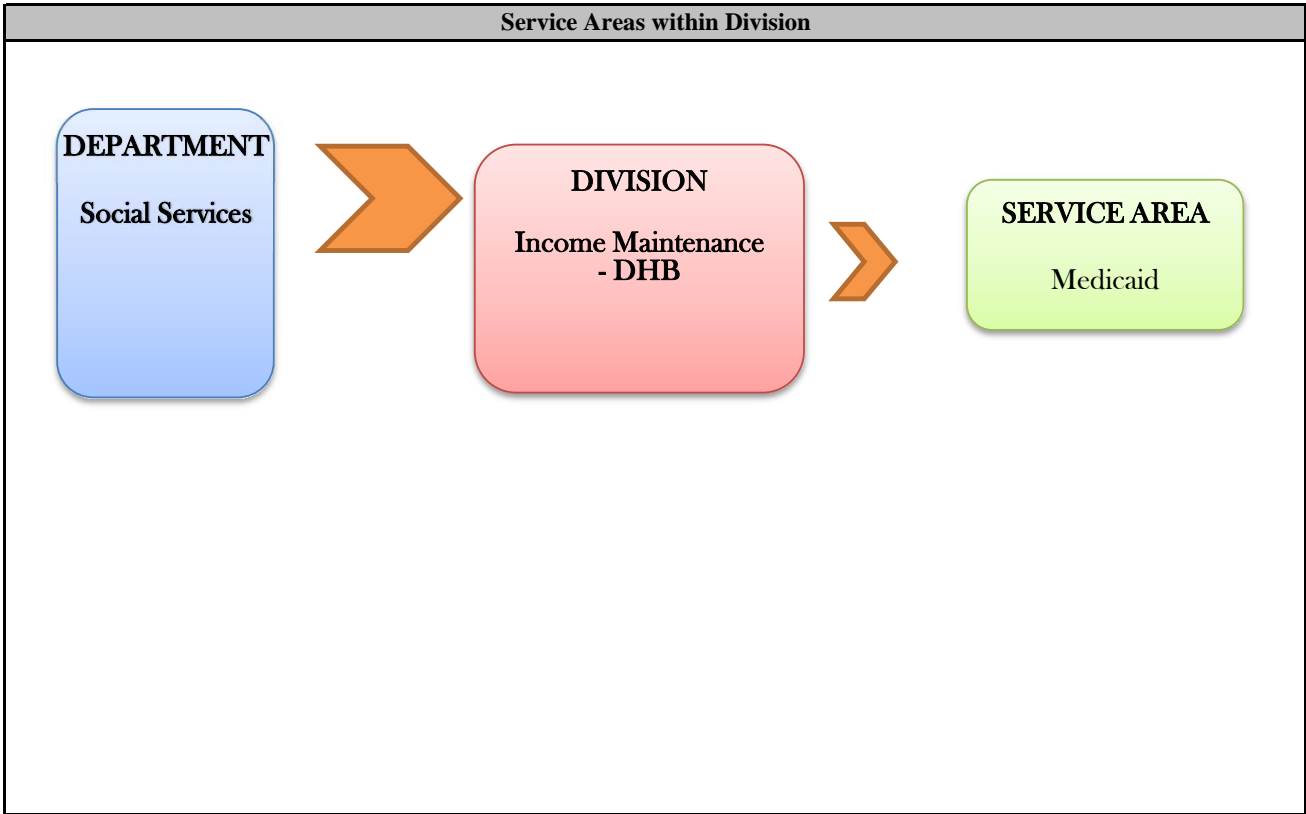 Service Areas within Division
DEPARTMENT
Social Services
DIVISION
Income Maintenance
- DHB
SERVICE AREA
Medicaid